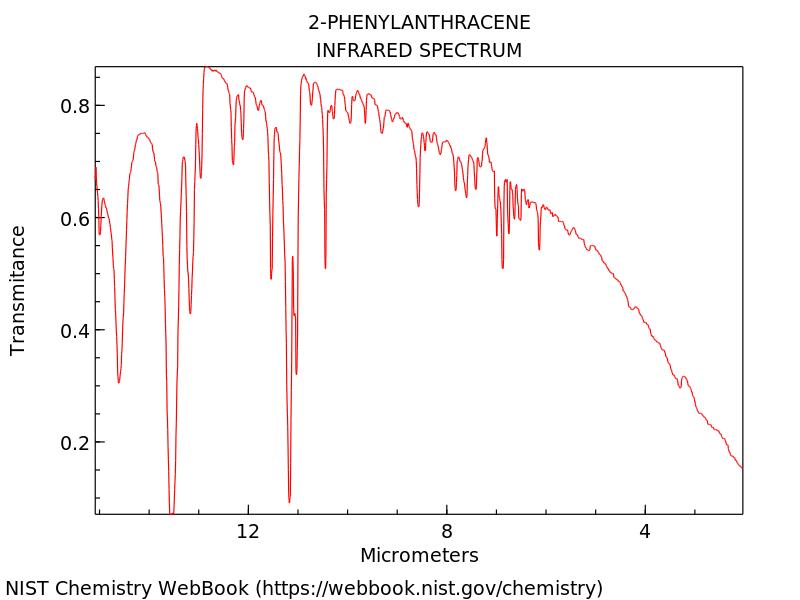 2-PHENYLANTHRACENE
INFRARED SPECTRUM
0.8
0.6
0.4
0.2
Transmitance
12
8
4
Micrometers
NIST Chemistry WebBook (https://webbook.nist.gov/chemistry)